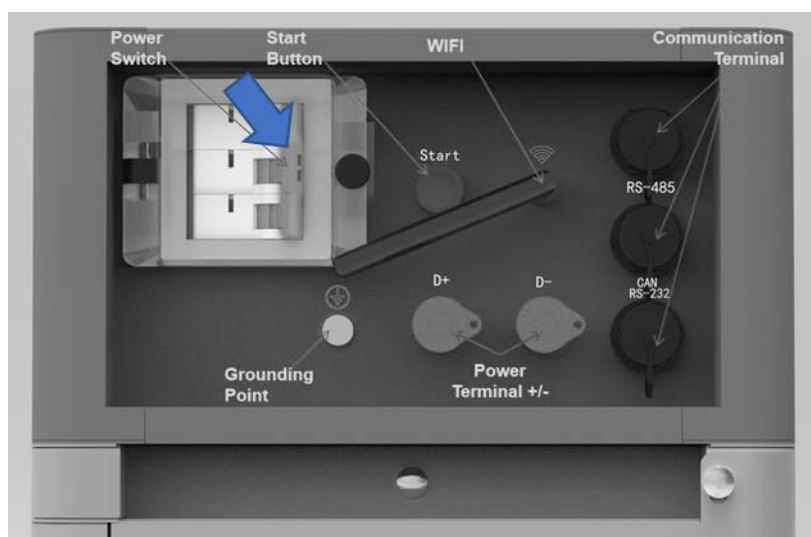 Power
Switch
Start
Button
WIFI
Communication
Terminal
Start
RS-485
D+
D-
CAN
RS-232
Grounding
Point
Power
Terminal +/-